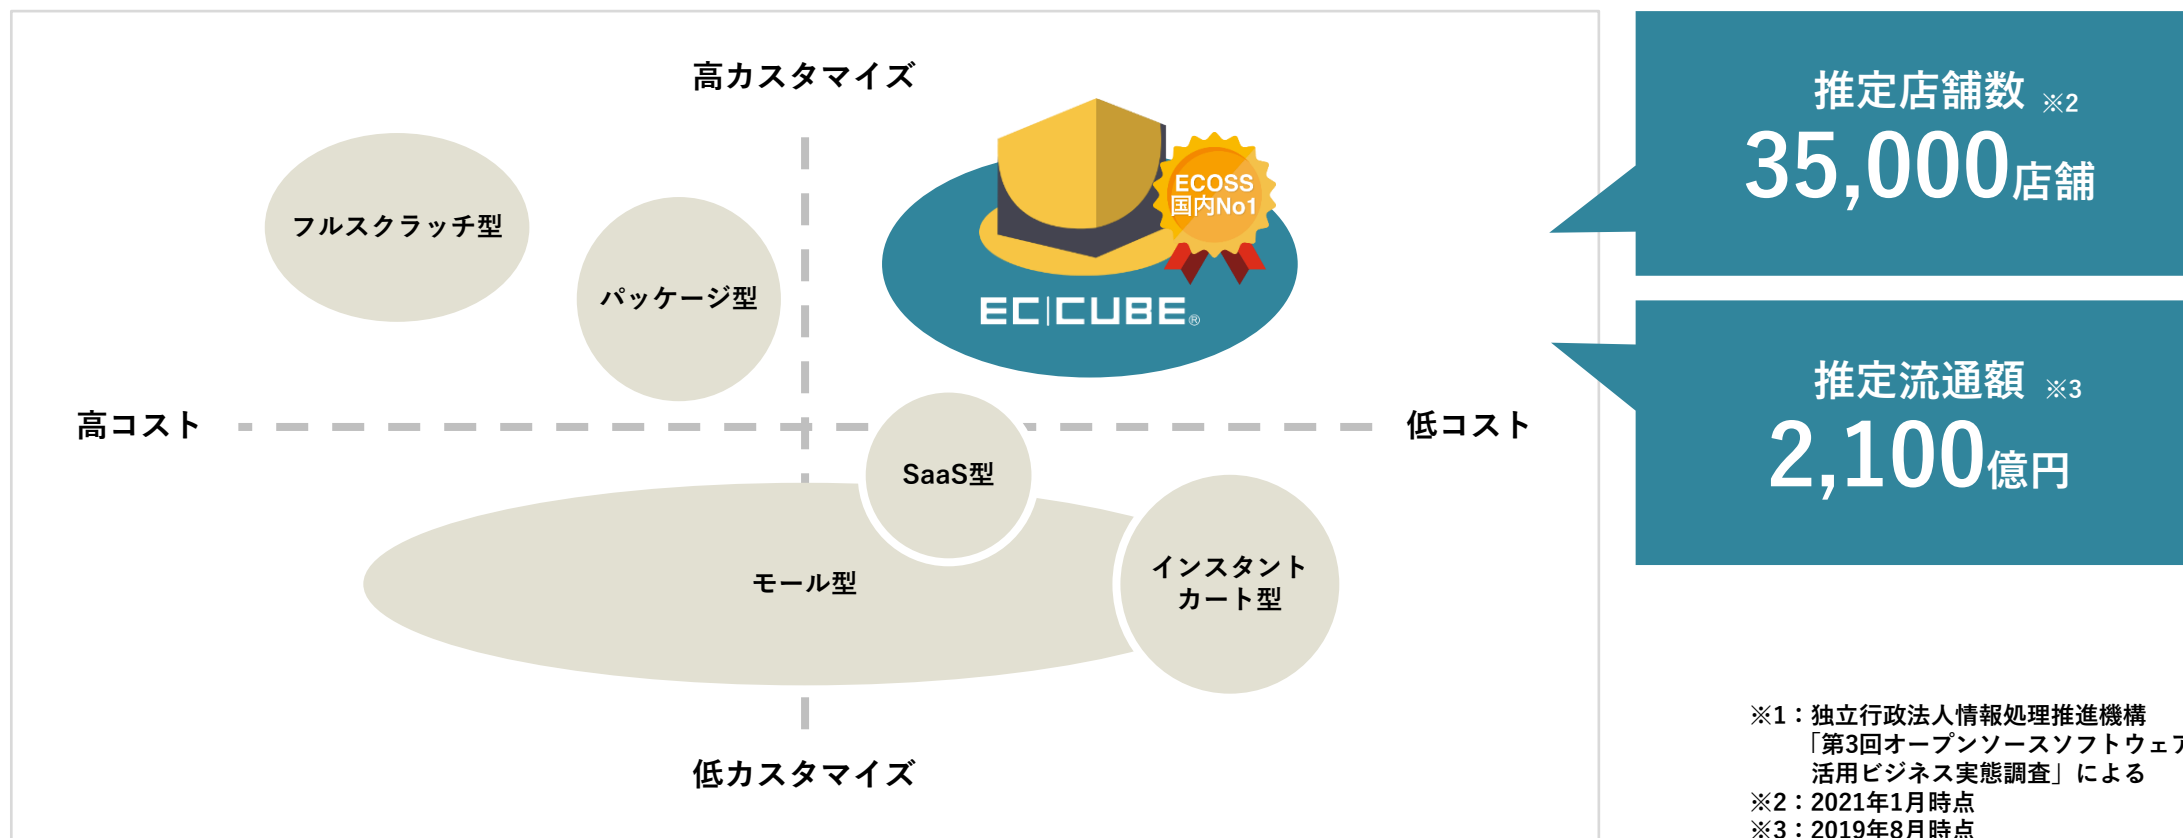 高カスタマイズ
フルスクラッチ型
パッケージ型
ECOSS
国内No1
EC|CUBE®
高コスト
低コスト
SaaS型
モール型
インスタント
カート型
低カスタマイズ
推定店舗数 ※2
35,000店舗
推定流通額 ※3
2,100億円
※1：独立行政法人情報処理推進機構
「第3回オープンソースソフトウェア
活用ビジネス実態調査」による
※2：2021年1月時点
※3：2019年8月時点